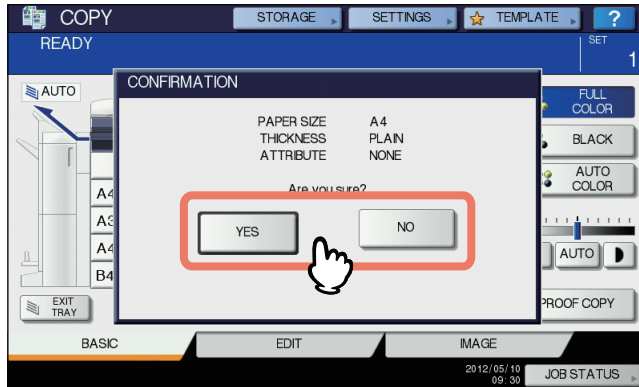 COPY
STORAGE
SETTINGS
TEMPLATE
?
READY
SET
1
AUTO
CONFIRMATION
PAPER SIZE A4
THICKNESS PLAIN
ATTRIBUTE NONE
Are you sure?
YES
NO
FULL
COLOR
BLACK
AUTO
COLOR
A4
A3
A4
B4
AUTO
EXIT
TRAY
PROOF COPY
BASIC
EDIT
IMAGE
2012/05/10
09:30
JOB STATUS